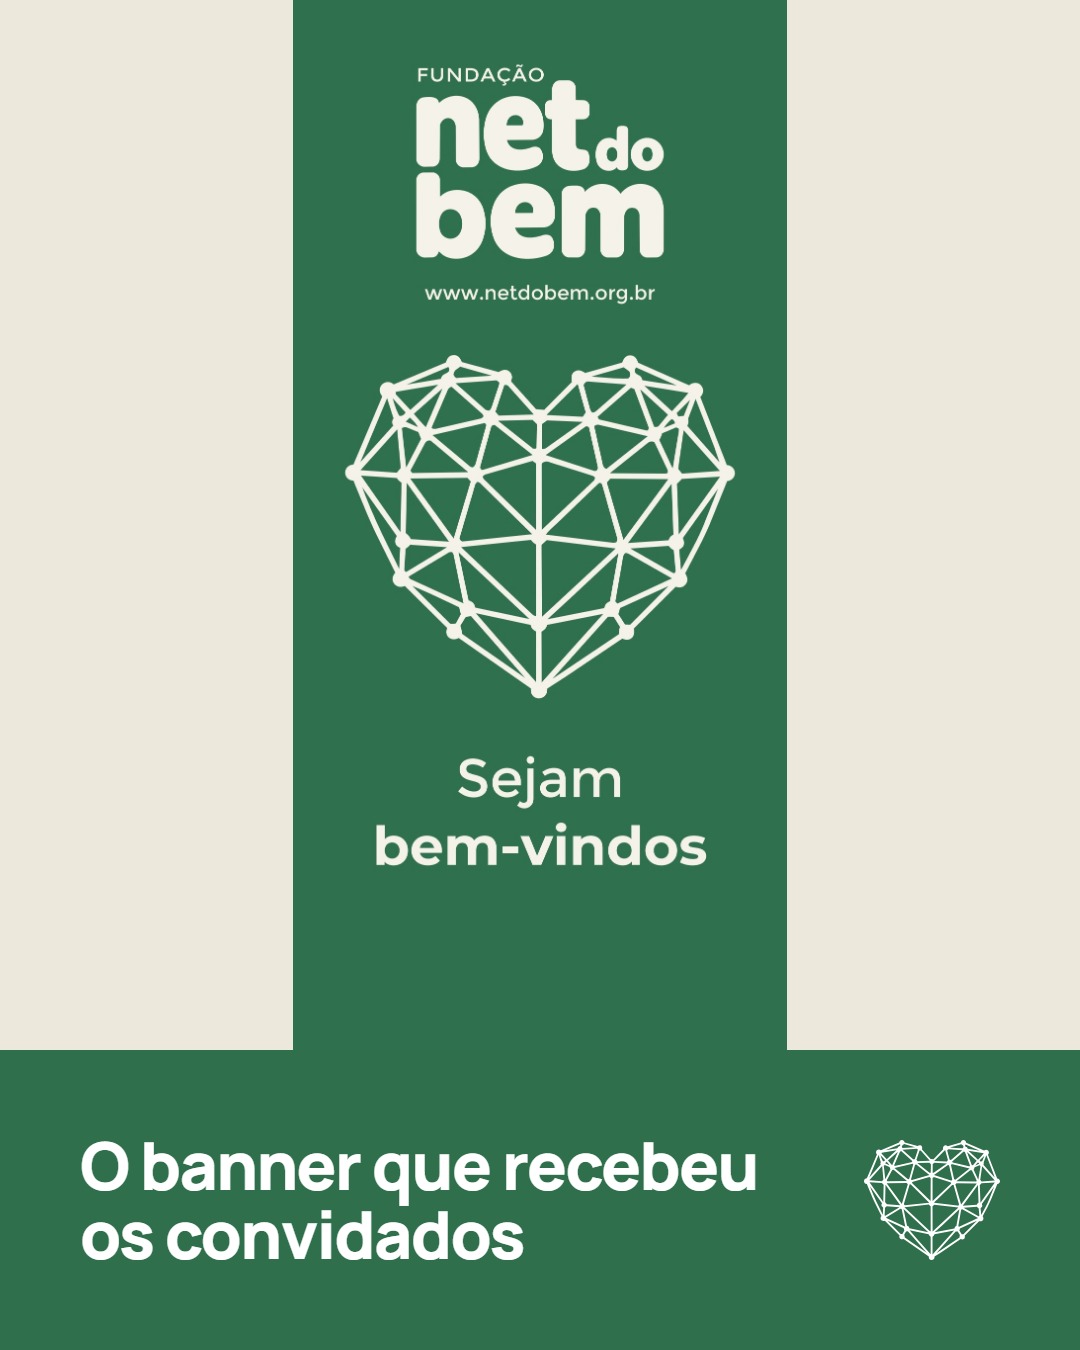 FUNDAÇÃO
net do
bem
www.netdobem.org.br
Sejam
bem-vindos
O banner que recebeu
os convidados